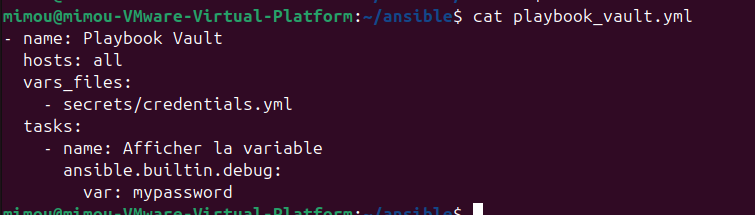 mimou@mimou-VMware-Virtual-Platform:~/ansible$ cat playbook_vault.yml
- name: Playbook Vault
  hosts: all
  vars_files:
    - secrets/credentials.yml
  tasks:
    - name: Afficher la variable
      ansible.builtin.debug:
        var: mypassword
mimou@mimou-VMware-Virtual-Platform:~/ansible$